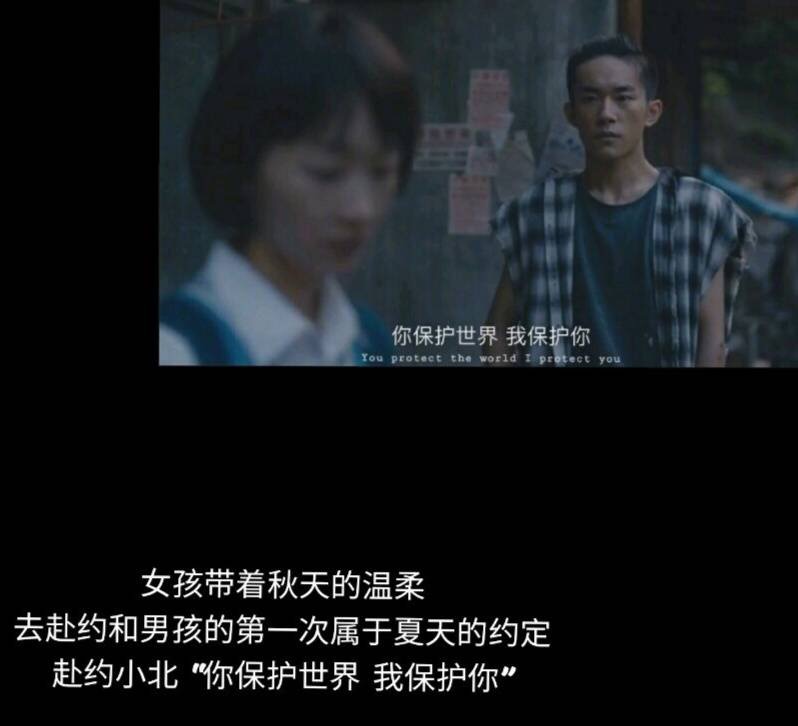 你保护世界 我保护你
You protect the world I protect you
女孩带着秋天的温柔
去赴约和男孩的第一次属于夏天的约定
赴约小北 "你保护世界 我保护你"